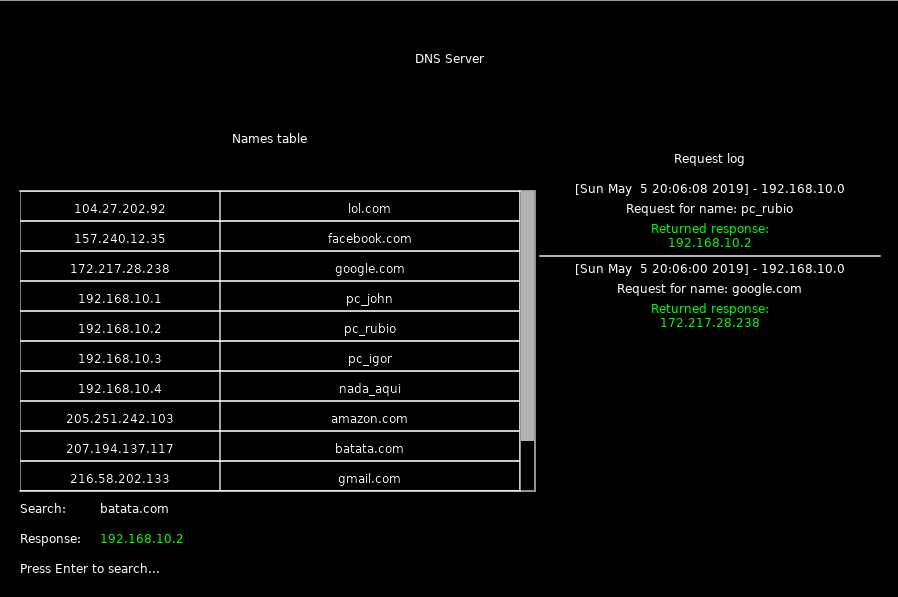 DNS Server
Names table
104.27.202.92 lol.com
157.240.12.35 facebook.com
172.217.28.238 google.com
192.168.10.1 pc_john
192.168.10.2 pc_rubio
192.168.10.3 pc_igor
192.168.10.4 nada_aqui
205.251.242.103 amazon.com
207.194.137.117 batata.com
216.58.202.133 gmail.com
Search: batata.com
Response: 192.168.10.2
Press Enter to search...
Request log
[Sun May  5 20:06:08 2019] - 192.168.10.0
Request for name: pc_rubio
Returned response:
192.168.10.2
[Sun May  5 20:06:00 2019] - 192.168.10.0
Request for name: google.com
Returned response:
172.217.28.238